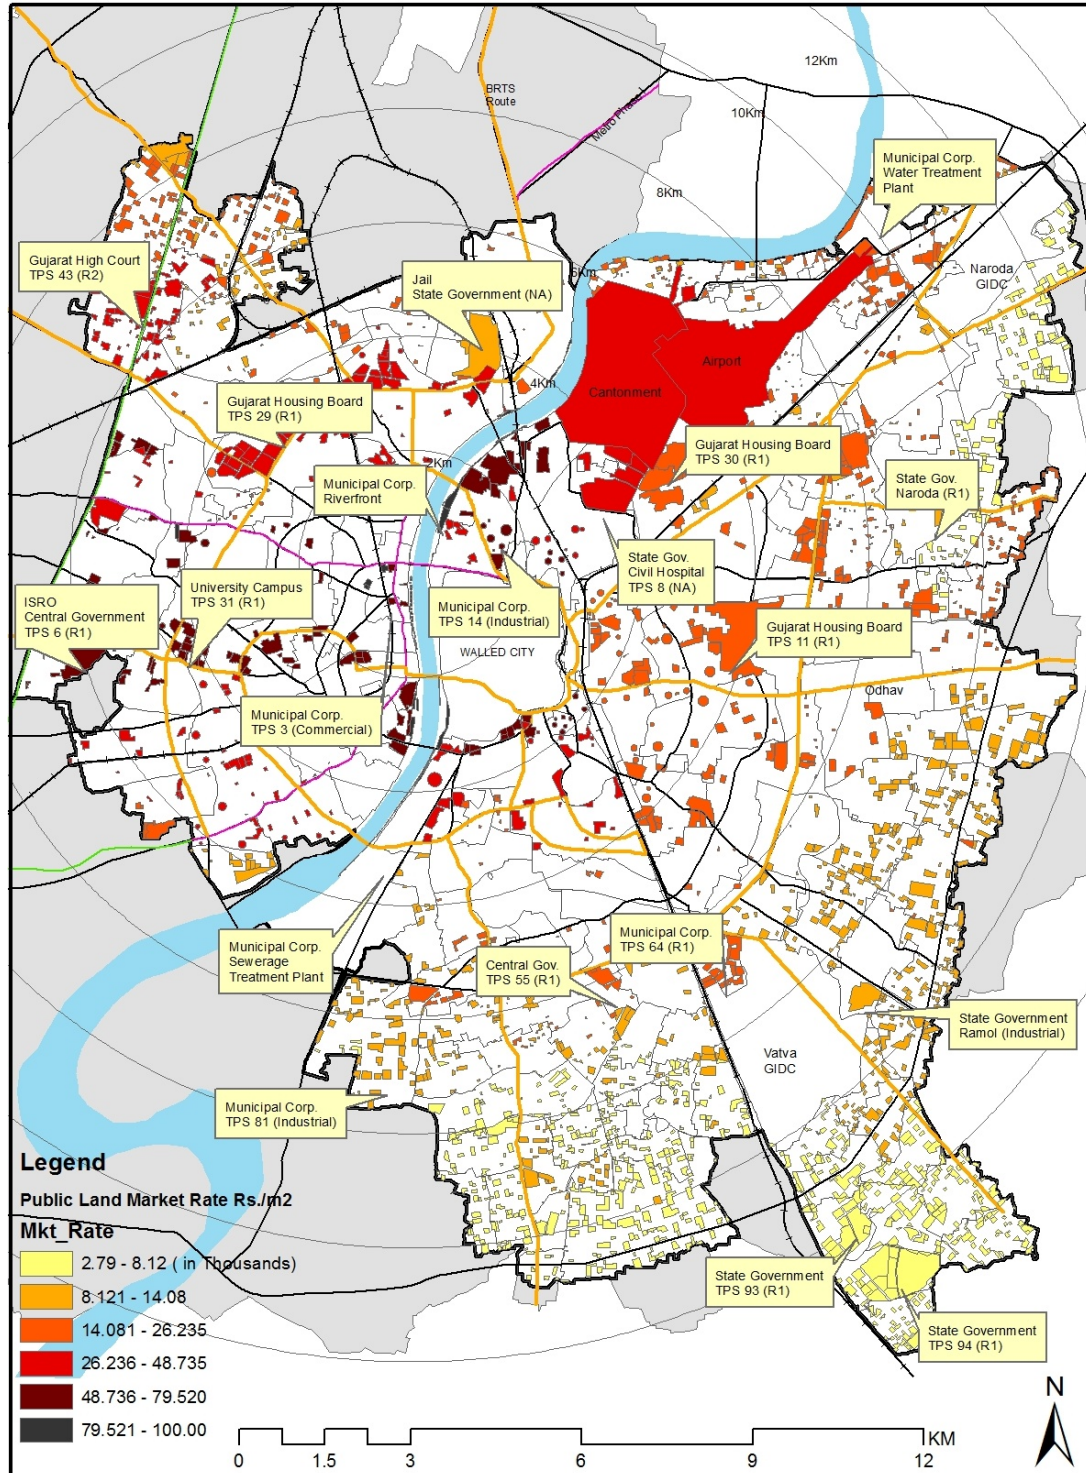 12Km
BRTS
Route
Metro Phase I
10Km
Municipal Corp.
Water Treatment
Plant
8Km
Gujarat High Court
TPS 43 (R2)
Jail
State Government (NA)
6Km
Naroda
GIDC
Airport
4Km
Cantonment
Gujarat Housing Board
TPS 29 (R1)
Gujarat Housing Board
TPS 30 (R1)
2Km
Municipal Corp.
Riverfront
State Gov.
Naroda (R1)
State Gov.
Civil Hospital
TPS 8 (NA)
University Campus
TPS 31 (R1)
ISRO
Central Government
TPS 6 (R1)
Municipal Corp.
TPS 14 (Industrial)
Gujarat Housing Board
TPS 11 (R1)
WALLED CITY
Odhav
Municipal Corp.
TPS 3 (Commercial)
Municipal Corp.
Sewerage
Treatment Plant
Municipal Corp.
TPS 64 (R1)
Central Gov.
TPS 55 (R1)
State Government
Ramol (Industrial)
Vatva
GIDC
Municipal Corp.
TPS 81 (Industrial)
State Government
TPS 93 (R1)
State Government
TPS 94 (R1)
Legend
Public Land Market Rate Rs./m2
Mkt_Rate
2.79 - 8.12 ( in Thousands)
8.121 - 14.08
14.081 - 26.235
26.236 - 48.735
48.736 - 79.520
79.521 - 100.00
N
KM
0 1.5 3 6 9 12